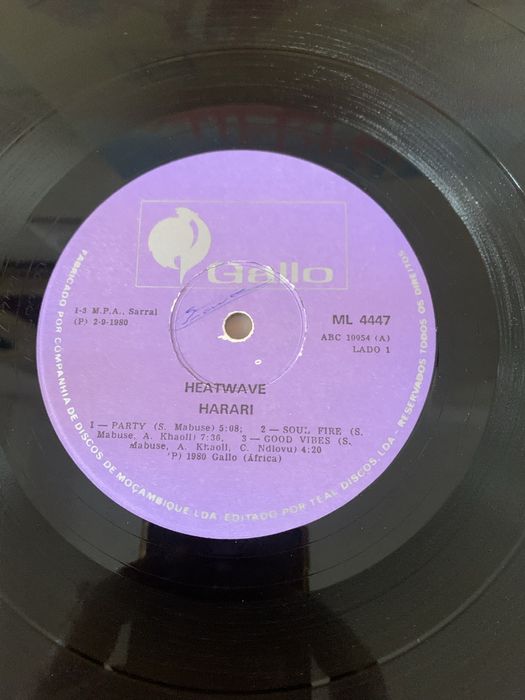 Gallo
1-3 M.P.A., Sarral
(P) 2-9-1980
ML 4447
ABC 10954 (A)
LADO 1
HEATWAVE
HARARI
1 — PARTY (S. Mabuse) 5:08; 2 — SOUL FIRE (S.
Mabuse, A. Khaoli) 7:36, 3 — GOOD VIBES (S.
Mabuse, A. Khaoli, C. Ndlovu) 4:20
(P) 1980 Gallo (África)
FABRICADO POR COMPANHIA DE DISCOS DE MOÇAMBIQUE, LDA. EDITADO POR TEAL DISCOS, LDA. - RESERVADOS TODOS OS DIREITOS